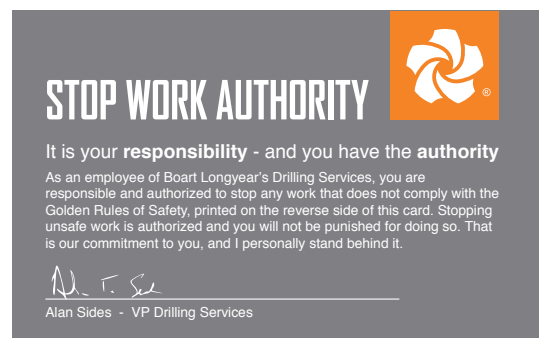 STOP WORK AUTHORITY
®
It is your responsibility - and you have the authority
As an employee of Boart Longyear's Drilling Services, you are
responsible and authorized to stop any work that does not comply with the
Golden Rules of Safety, printed on the reverse side of this card. Stopping
unsafe work is authorized and you will not be punished for doing so. That
is our commitment to you, and I personally stand behind it.
Alan Sides - VP Drilling Services